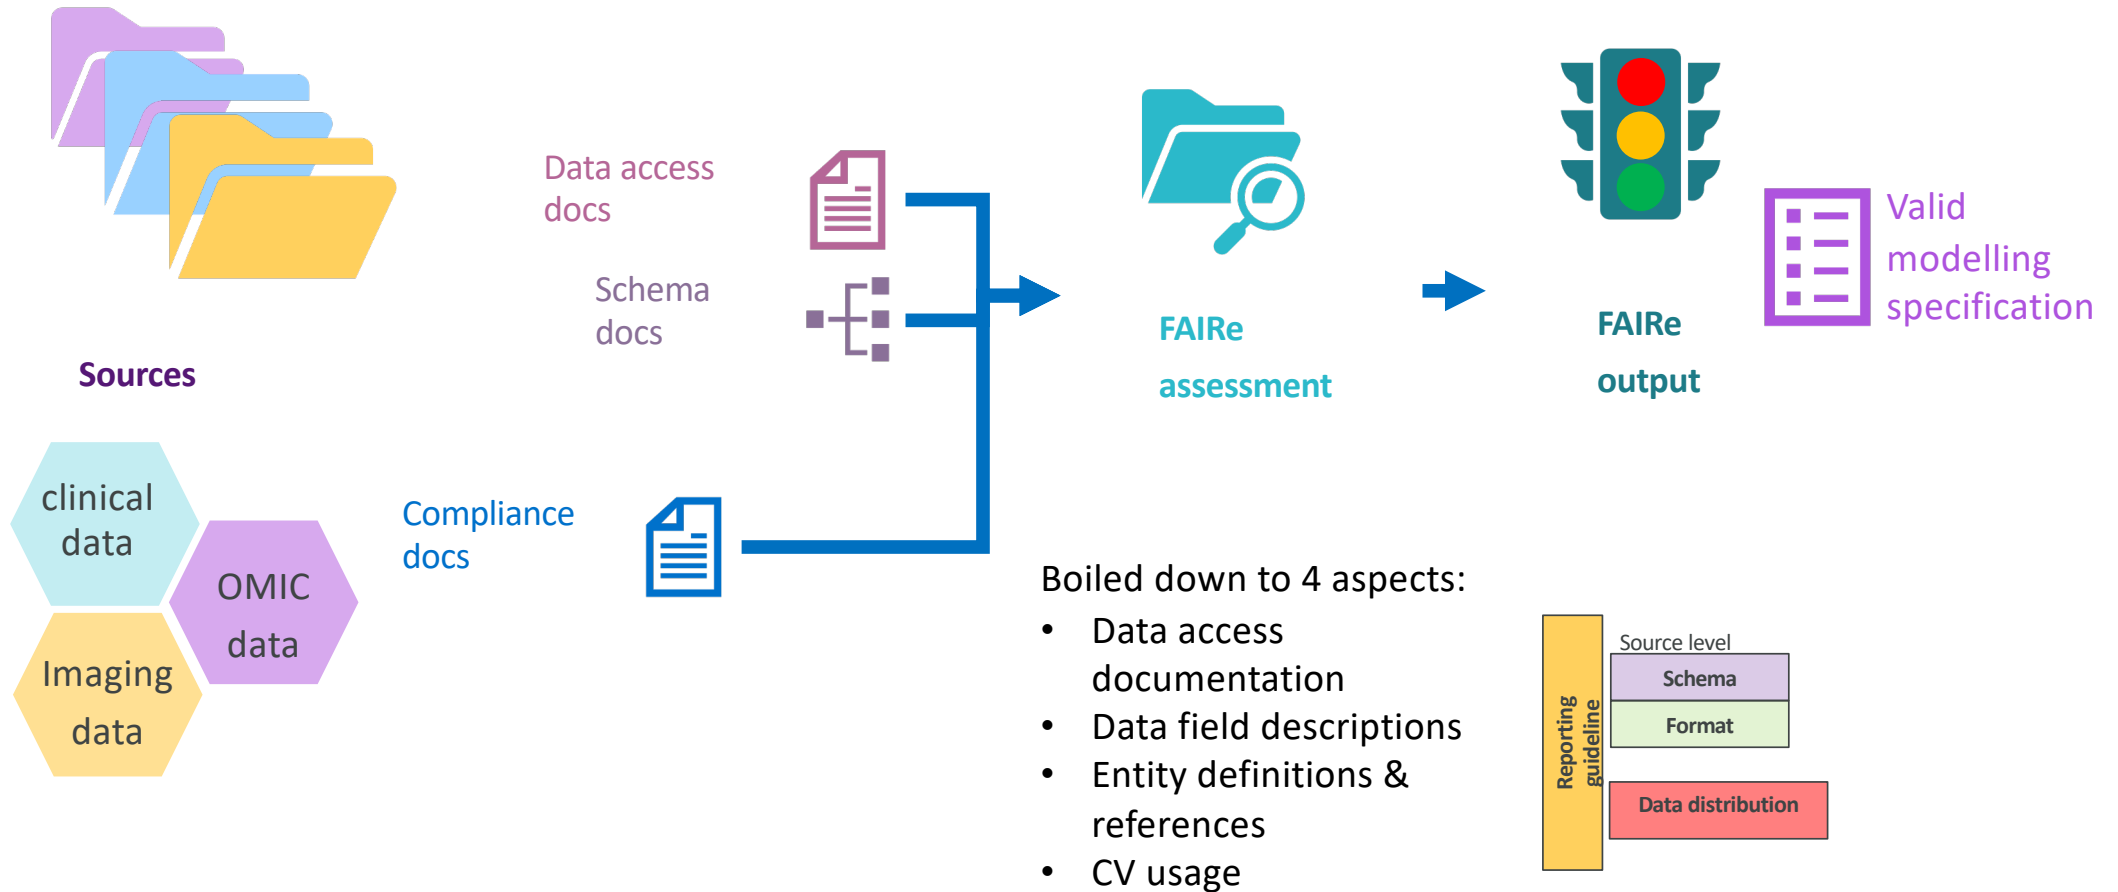 Data access
docs
Schema
docs
Sources
FAIRe
assessment
FAIRe
output
Valid
modelling
specification
clinical
data
OMIC
data
Imaging
data
Compliance
docs
Boiled down to 4 aspects:
• Data access
documentation
• Data field descriptions
• Entity definitions &
references
• CV usage
Reporting
guideline
Source level
Schema
Format
Data distribution